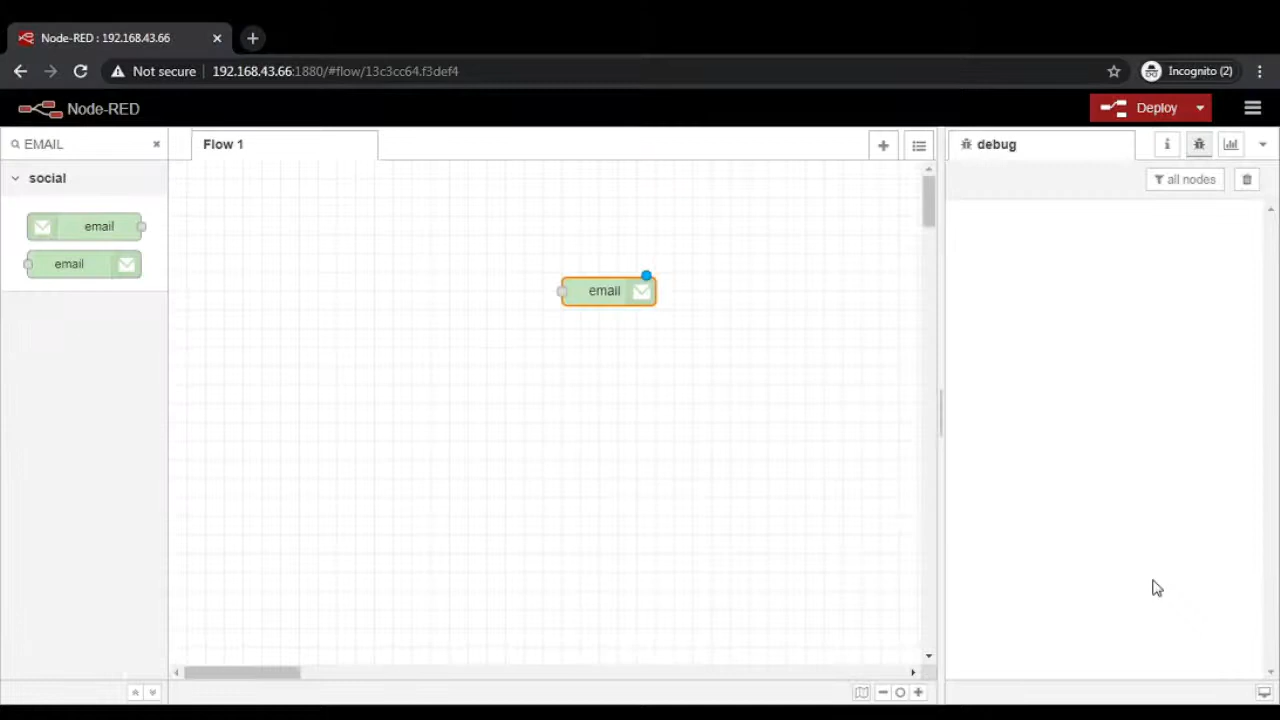 Node-RED : 192.168.43.66
Not secure 192.168.43.66:1880/#flow/13c3cc64.f3def4 Incognito (2)
Node-RED Deploy
EMAIL Flow 1 debug
social
all nodes
email
email
email